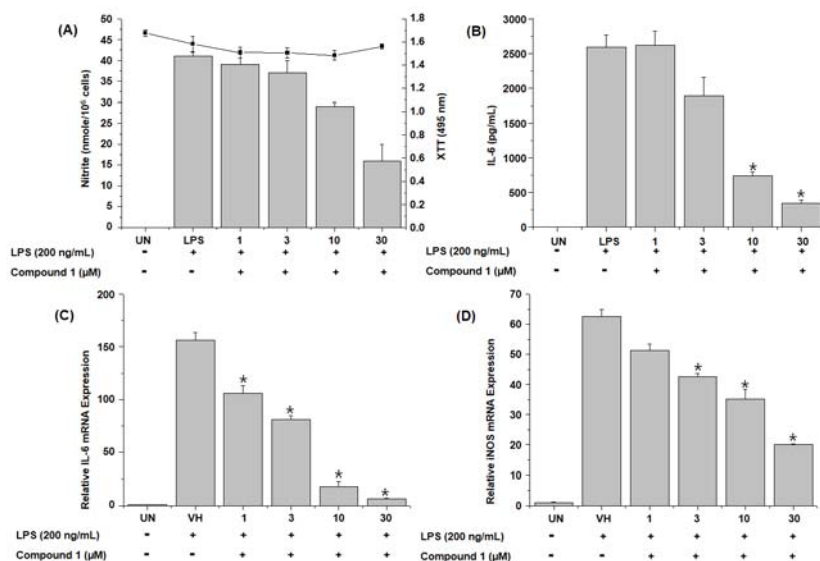 (A)
Nitrite (nmole/10⁶ cells)
50
45
40
35
30
25
20
15
10
5
0
1.8
1.6
1.4
1.2
1.0
0.8
0.6
0.4
0.2
0.0
XTT (495 nm)
UN LPS 1 3 10 30
LPS (200 ng/mL) - + + + + +
Compound 1 (μM) - - + + + +
(B)
IL-6 (pg/mL)
3000
2500
2000
1500
1000
500
0
* *
UN LPS 1 3 10 30
LPS (200 ng/mL) - + + + + +
Compound 1 (μM) - - + + + +
(C)
Relative IL-6 mRNA Expression
200
150
100
50
0
* * * *
UN VH 1 3 10 30
LPS (200 ng/mL) - + + + + +
Compound 1 (μM) - - + + + +
(D)
Relative iNOS mRNA Expression
70
60
50
40
30
20
10
0
* * *
UN VH 1 3 10 30
LPS (200 ng/mL) - + + + + +
Compound 1 (μM) - - + + + +